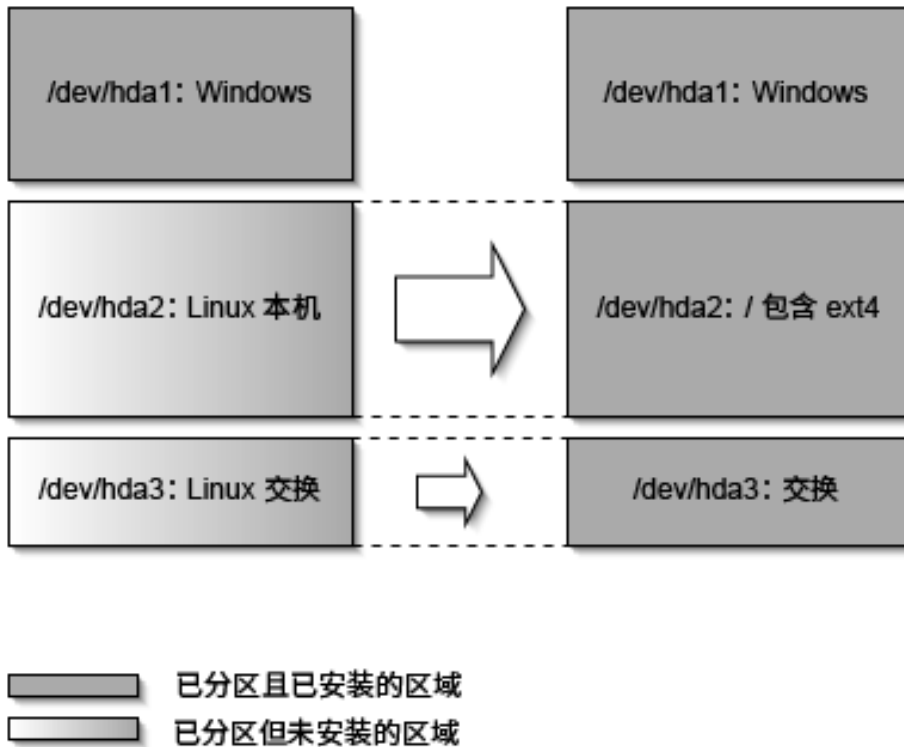 /dev/hda1：Windows
/dev/hda1：Windows
/dev/hda2：Linux 本机
/dev/hda2：/ 包含 ext4
/dev/hda3：Linux 交换
/dev/hda3：交换
已分区且已安装的区域
已分区但未安装的区域